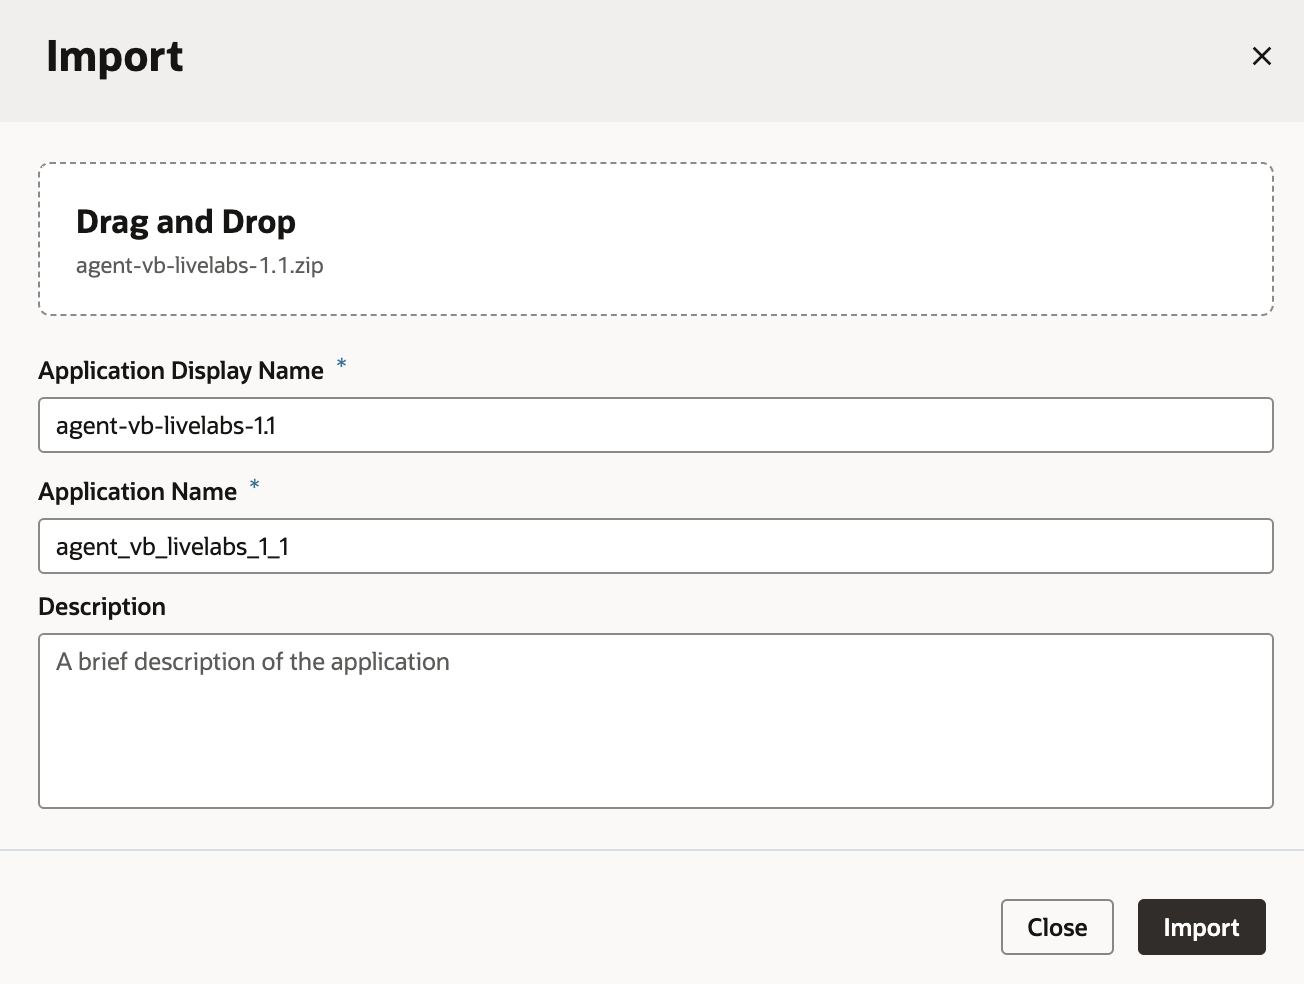 Import
Drag and Drop
agent-vb-livelabs-1.1.zip
Application Display Name *
agent-vb-livelabs-1.1
Application Name *
agent_vb_livelabs_1_1
Description
A brief description of the application
Close
Import